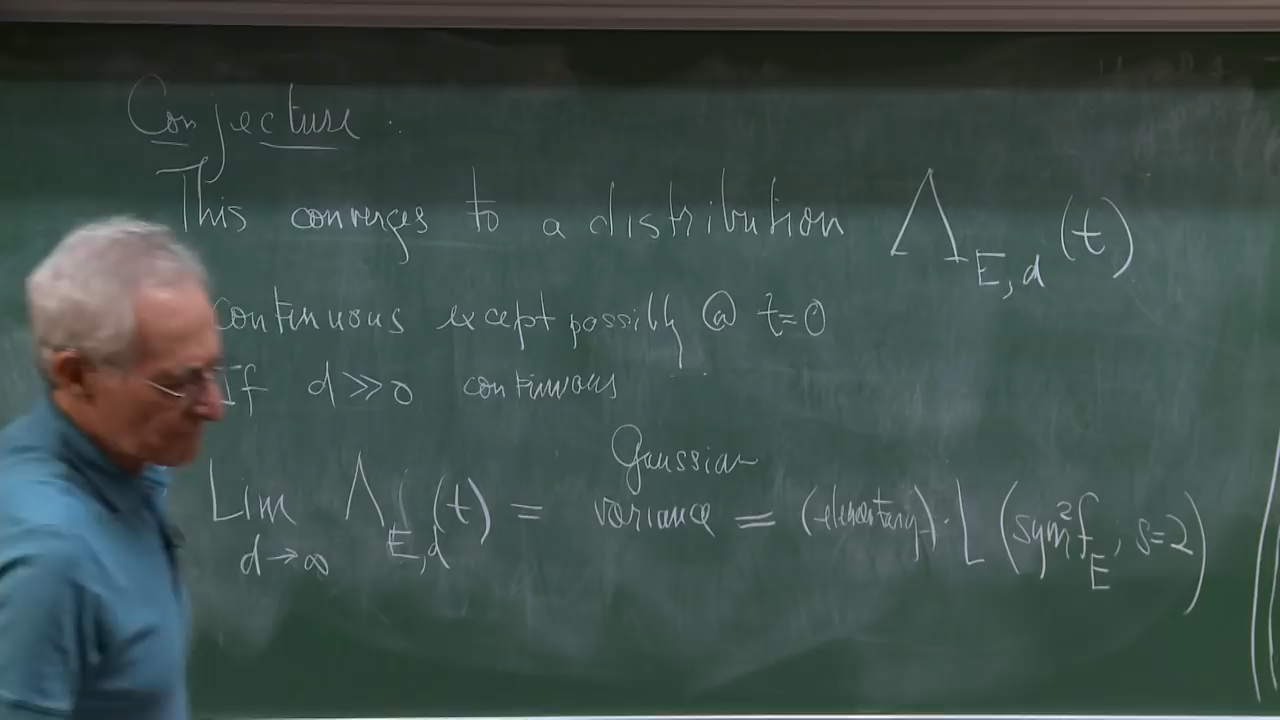 Conjecture.
This converges to a distribution Λ_{E,d}(t)
continuous except possibly @ t=0
If d≫0 continuous
Lim_{d→∞} Λ_{E,d}(t) = Gaussian variance = (elementary)·L(sym²f_E, s=2)